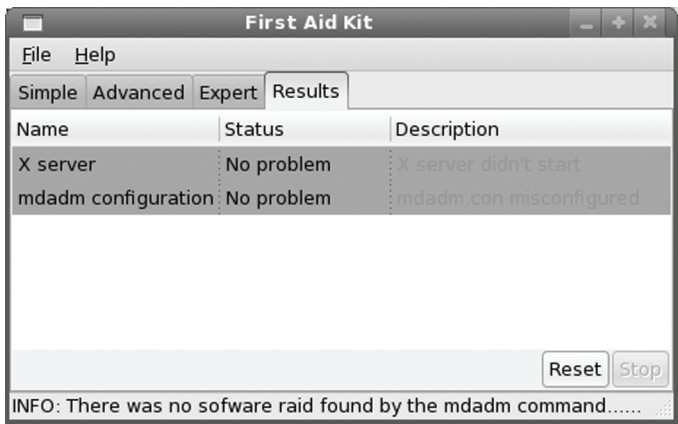 First Aid Kit
File Help
Simple Advanced Expert Results
Name Status Description
X server No problem X server didn't start
mdadm configuration No problem mdadm.con misconfigured
Reset Stop
INFO: There was no sofware raid found by the mdadm command......